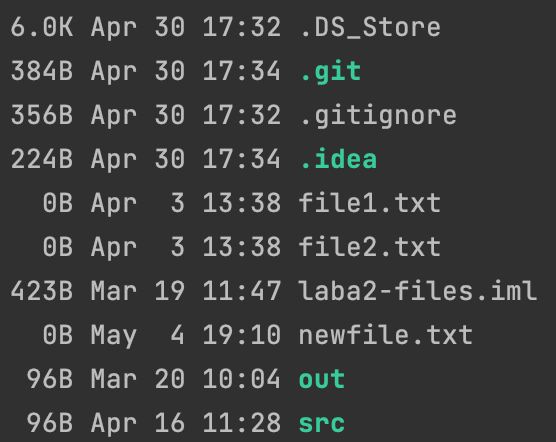 6.0K Apr 30 17:32 .DS_Store
384B Apr 30 17:34 .git
356B Apr 30 17:32 .gitignore
224B Apr 30 17:34 .idea
0B Apr  3 13:38 file1.txt
0B Apr  3 13:38 file2.txt
423B Mar 19 11:47 laba2-files.iml
0B May  4 19:10 newfile.txt
96B Mar 20 10:04 out
96B Apr 16 11:28 src